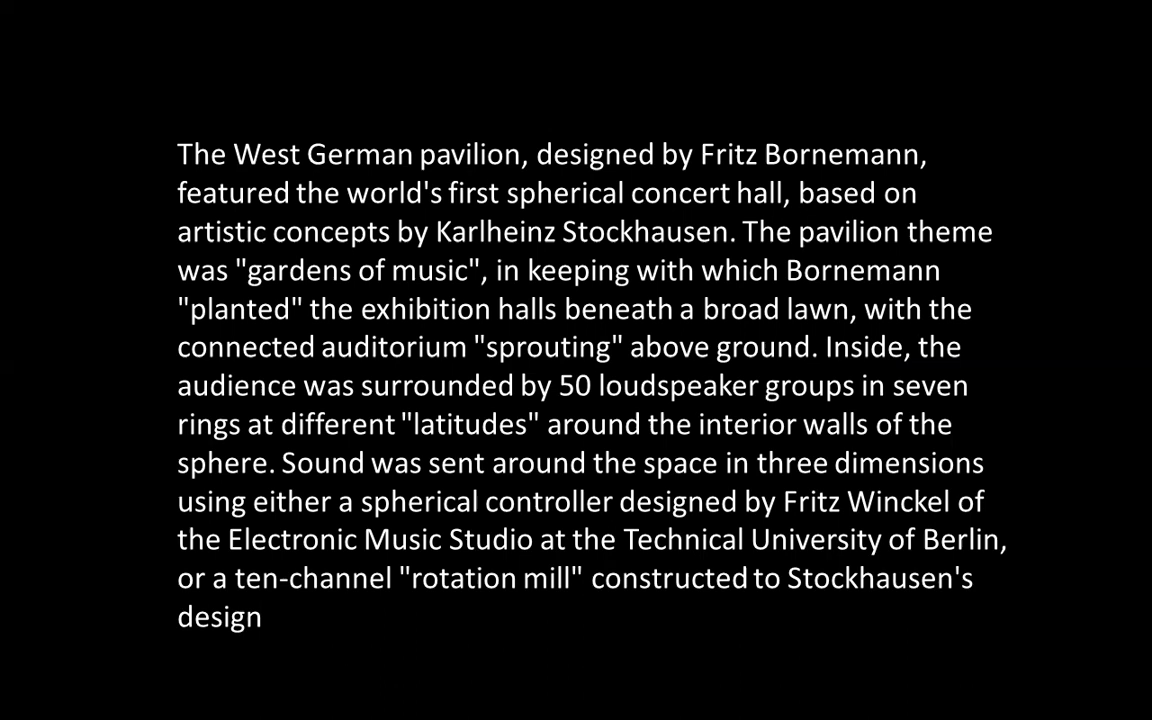 The West German pavilion, designed by Fritz Bornemann,
featured the world's first spherical concert hall, based on
artistic concepts by Karlheinz Stockhausen. The pavilion theme
was "gardens of music", in keeping with which Bornemann
"planted" the exhibition halls beneath a broad lawn, with the
connected auditorium "sprouting" above ground. Inside, the
audience was surrounded by 50 loudspeaker groups in seven
rings at different "latitudes" around the interior walls of the
sphere. Sound was sent around the space in three dimensions
using either a spherical controller designed by Fritz Winckel of
the Electronic Music Studio at the Technical University of Berlin,
or a ten-channel "rotation mill" constructed to Stockhausen's
design